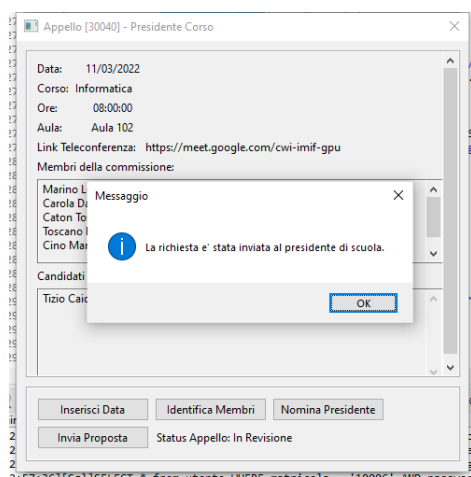 Appello [30040] - Presidente Corso
Data: 11/03/2022
Corso: Informatica
Ore: 08:00:00
Aula: Aula 102
Link Teleconferenza: https://meet.google.com/cwi-imif-gpu
Membri della commissione:
Marino L
Carola Da
Caton To
Toscano
Cino Mar
Messaggio
La richiesta e' stata inviata al presidente di scuola.
OK
Candidati
Tizio Caio
Inserisci Data Identifica Membri Nomina Presidente
Invia Proposta Status Appello: In Revisione